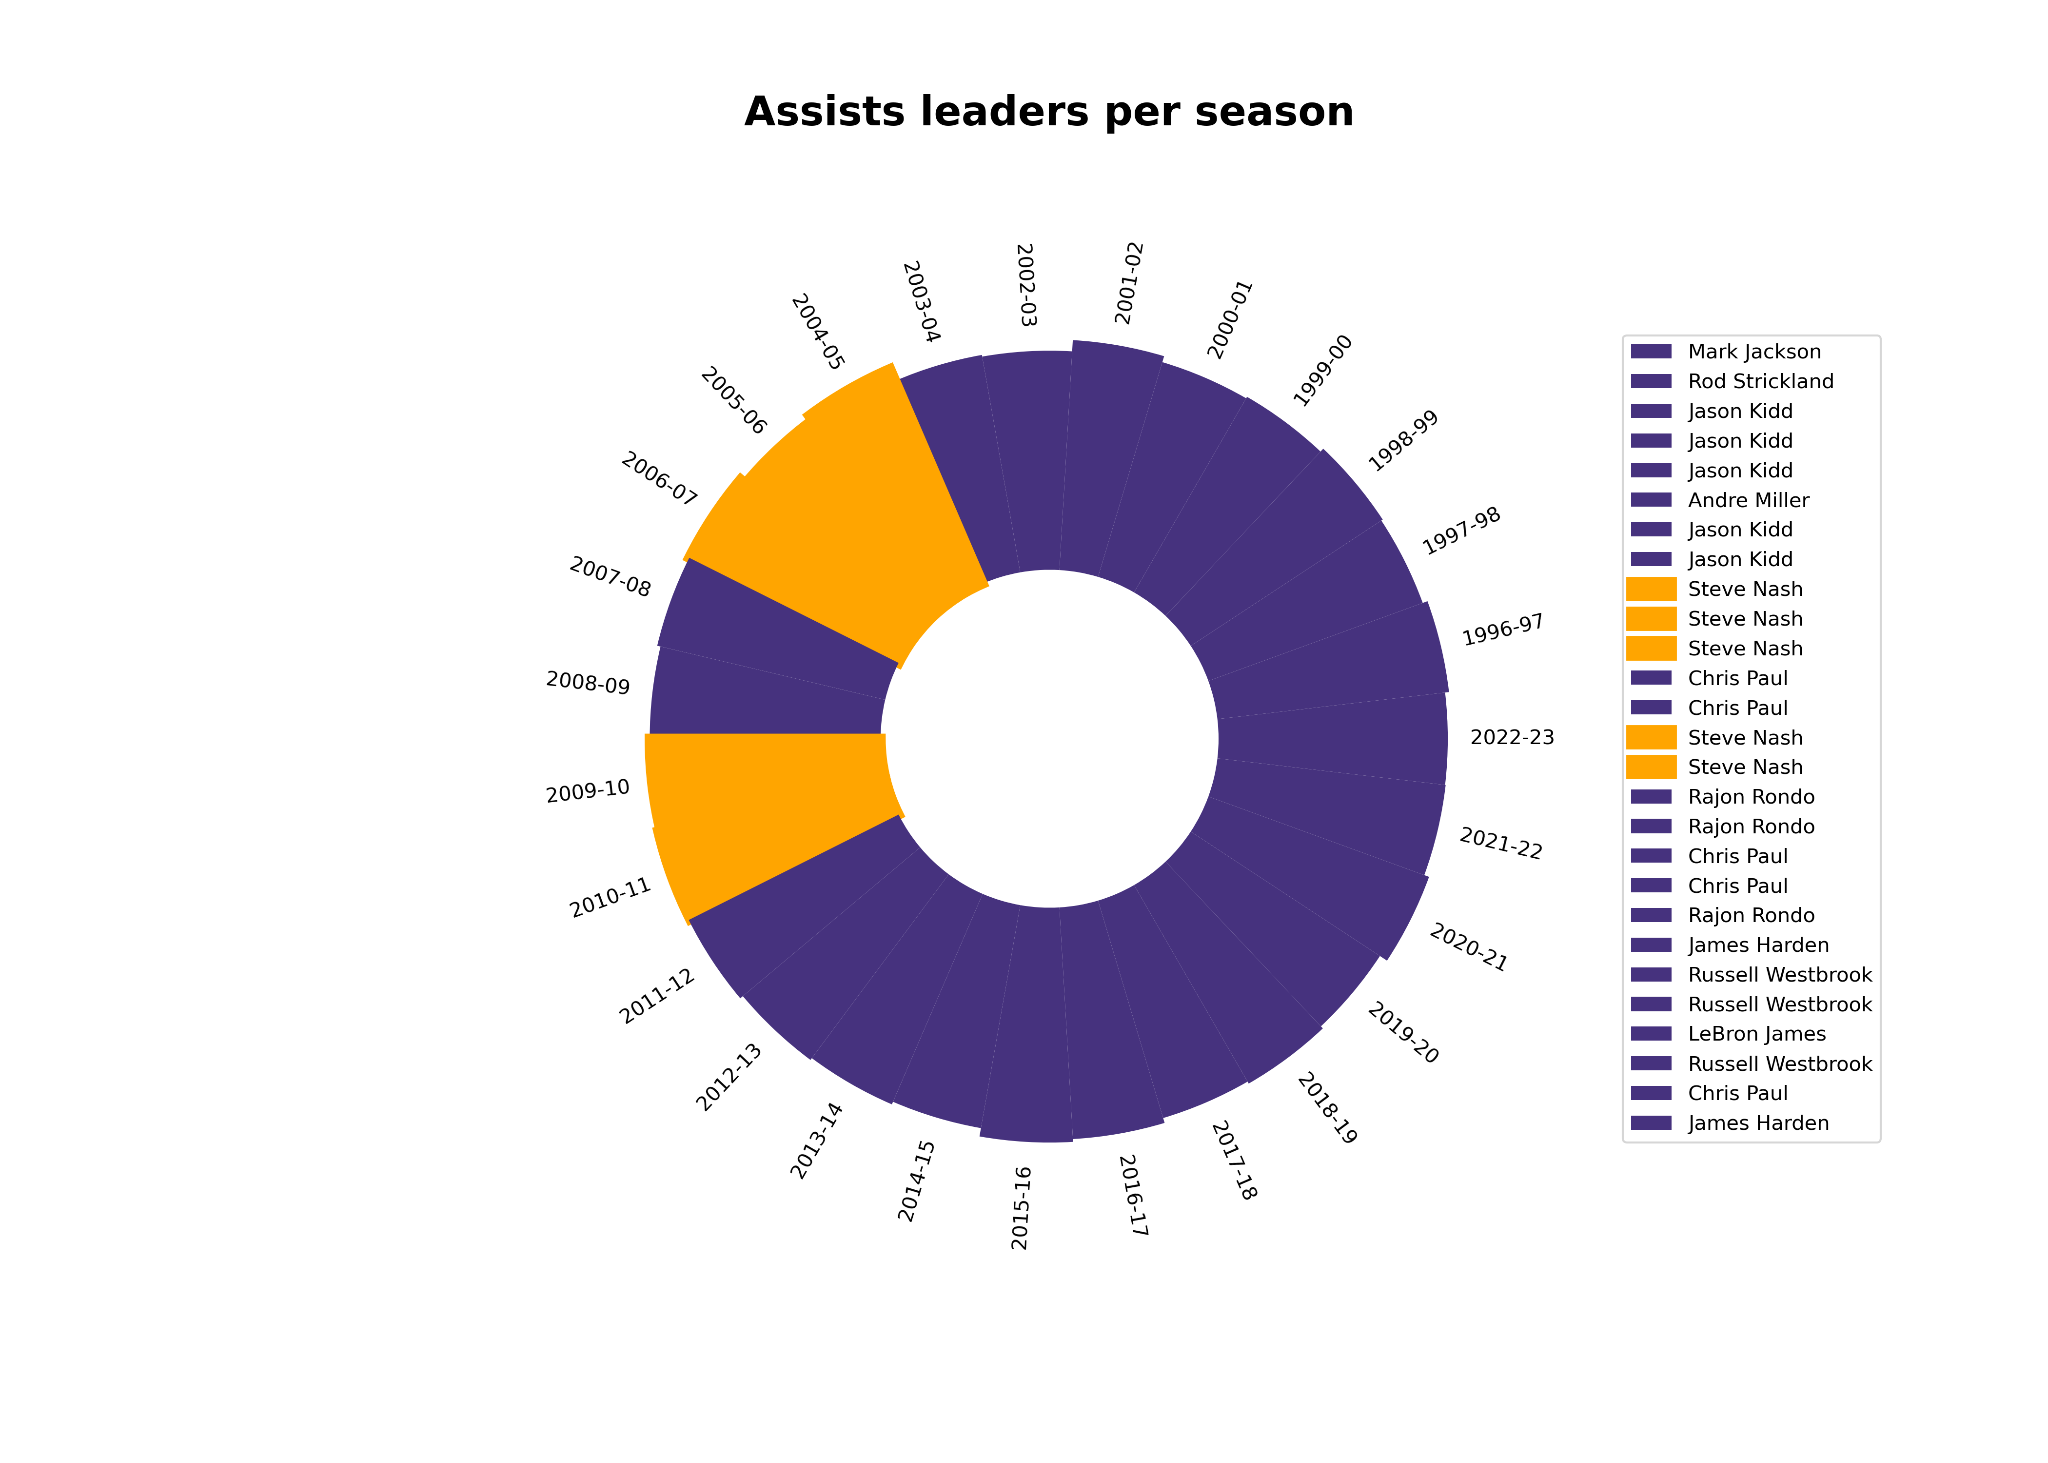 Assists leaders per season
2002-03
2001-02
2003-04
2000-01
2004-05
1999-00
2005-06
1998-99
2006-07
1997-98
2007-08
1996-97
2008-09
2022-23
2009-10
2021-22
2010-11
2020-21
2011-12
2019-20
2012-13
2018-19
2013-14
2017-18
2014-15
2016-17
2015-16
Mark Jackson
Rod Strickland
Jason Kidd
Jason Kidd
Jason Kidd
Andre Miller
Jason Kidd
Jason Kidd
Steve Nash
Steve Nash
Steve Nash
Chris Paul
Chris Paul
Steve Nash
Steve Nash
Rajon Rondo
Rajon Rondo
Chris Paul
Chris Paul
Rajon Rondo
James Harden
Russell Westbrook
Russell Westbrook
LeBron James
Russell Westbrook
Chris Paul
James Harden